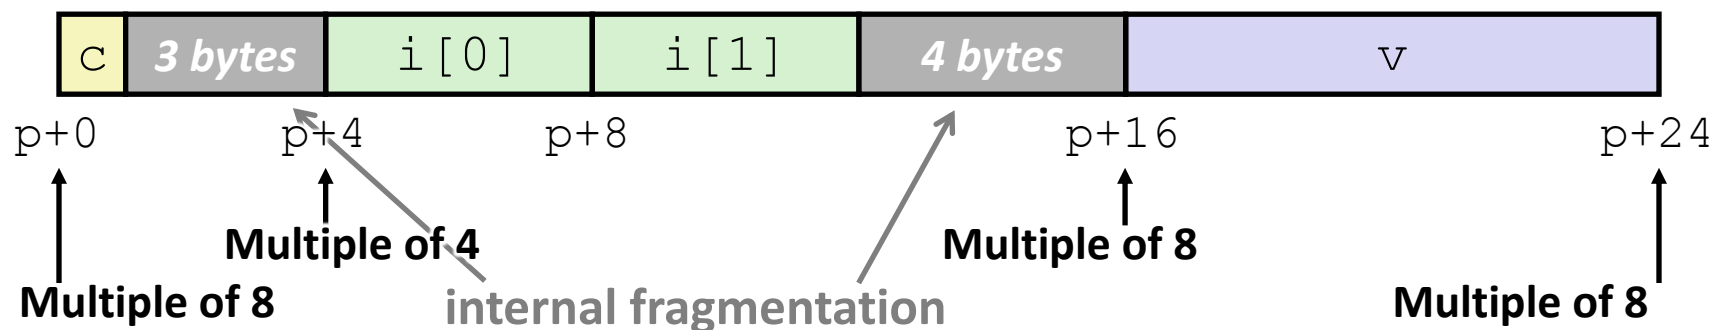 c 3 bytes i[0] i[1] 4 bytes v
p+0 p+4 p+8 p+16 p+24
Multiple of 4 Multiple of 8
Multiple of 8 internal fragmentation Multiple of 8